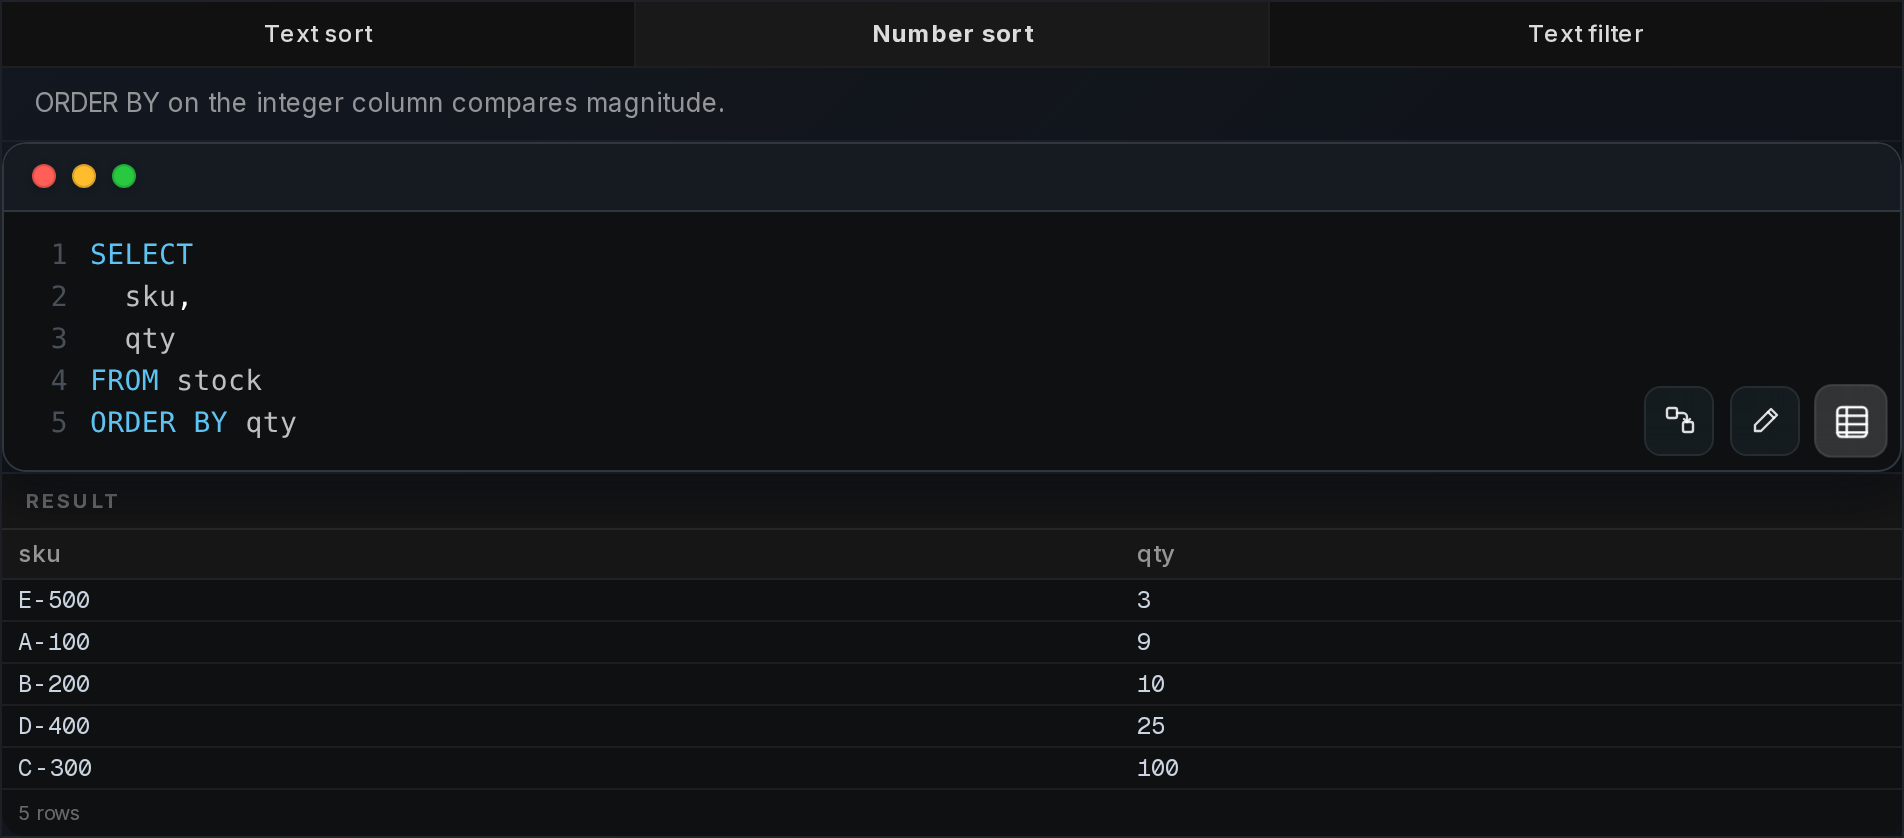 Text sort
Number sort
Text filter
ORDER BY on the integer column compares magnitude.
1 SELECT
2   sku,
3   qty
4 FROM stock
5 ORDER BY qty
RESULT
sku qty
E-500 3
A-100 9
B-200 10
D-400 25
C-300 100
5 rows